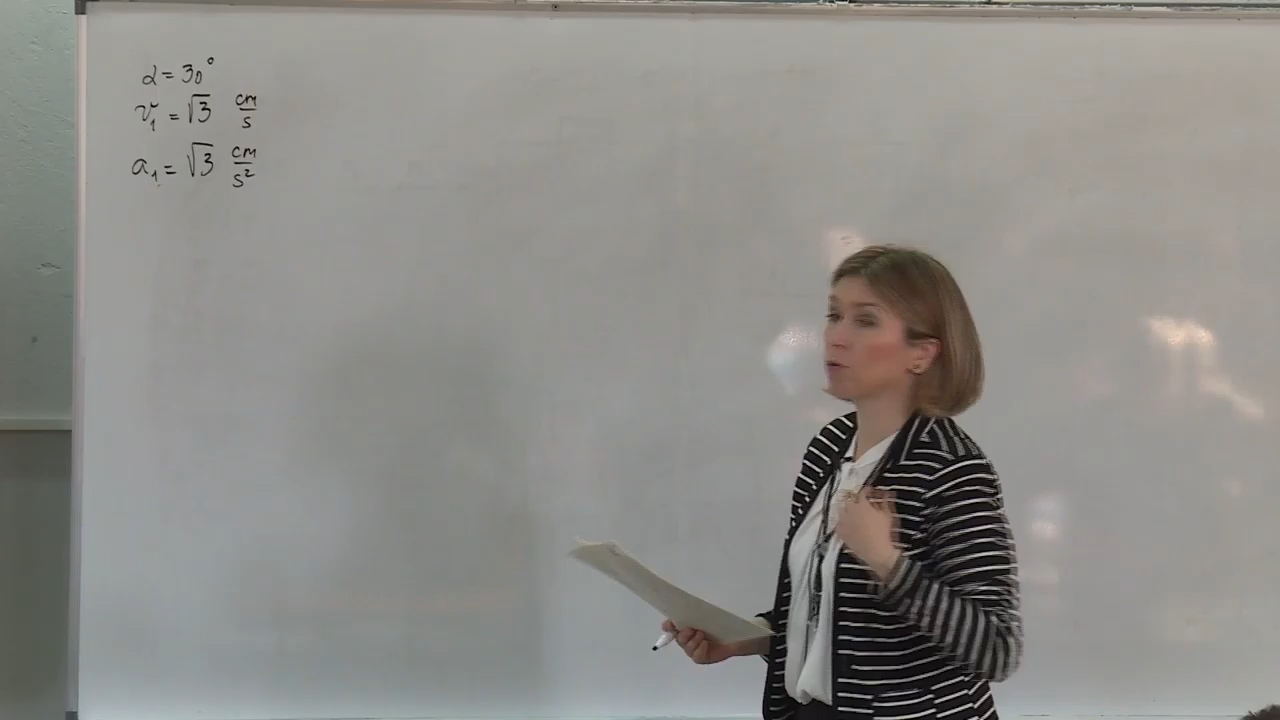 α = 30°
v₁ = √3 cm/s
a₁ = √3 cm/s²